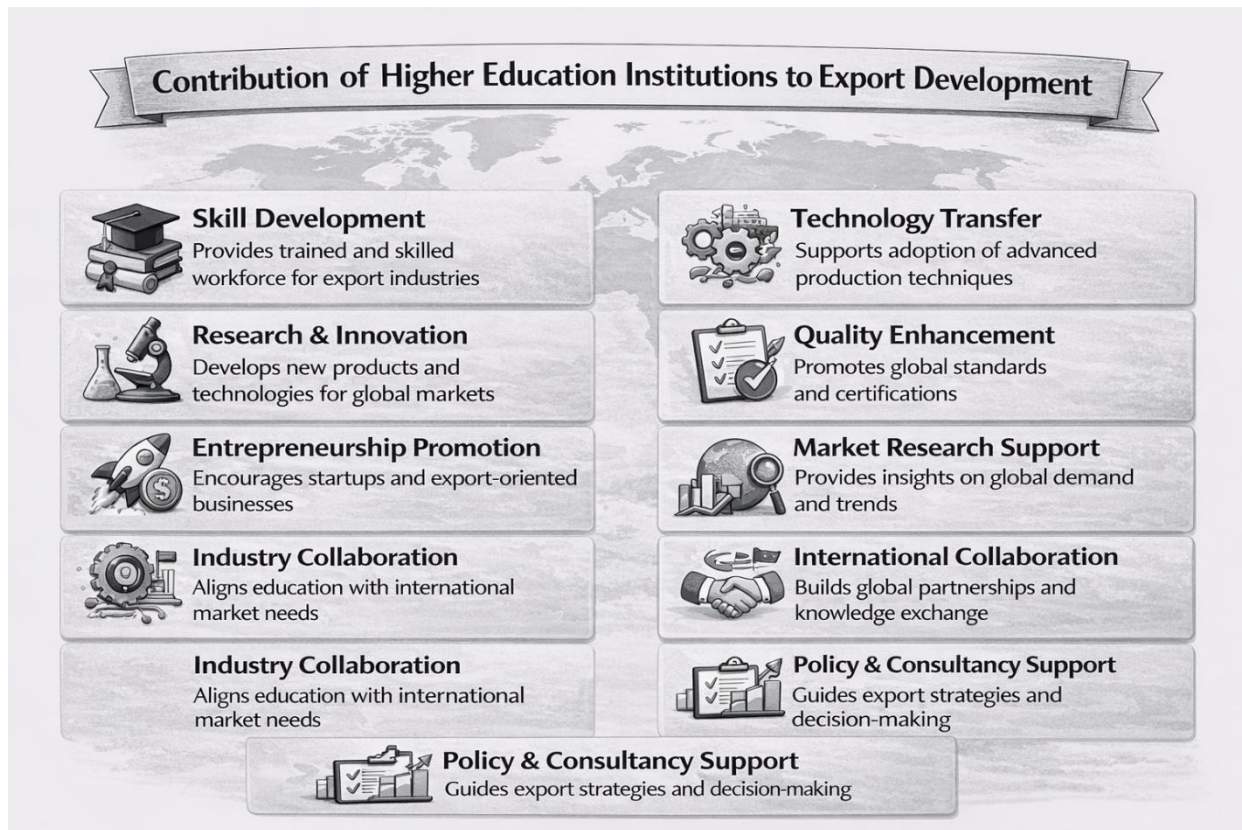 Contribution of Higher Education Institutions to Export Development
Skill Development
Provides trained and skilled
workforce for export industries
Research & Innovation
Develops new products and
technologies for global markets
Entrepreneurship Promotion
Encourages startups and export-oriented
businesses
Industry Collaboration
Aligns education with international
market needs
Industry Collaboration
Aligns education with international
market needs
Technology Transfer
Supports adoption of advanced
production techniques
Quality Enhancement
Promotes global standards
and certifications
Market Research Support
Provides insights on global demand
and trends
International Collaboration
Builds global partnerships and
knowledge exchange
Policy & Consultancy Support
Guides export strategies and
decision-making
Policy & Consultancy Support
Guides export strategies and decision-making